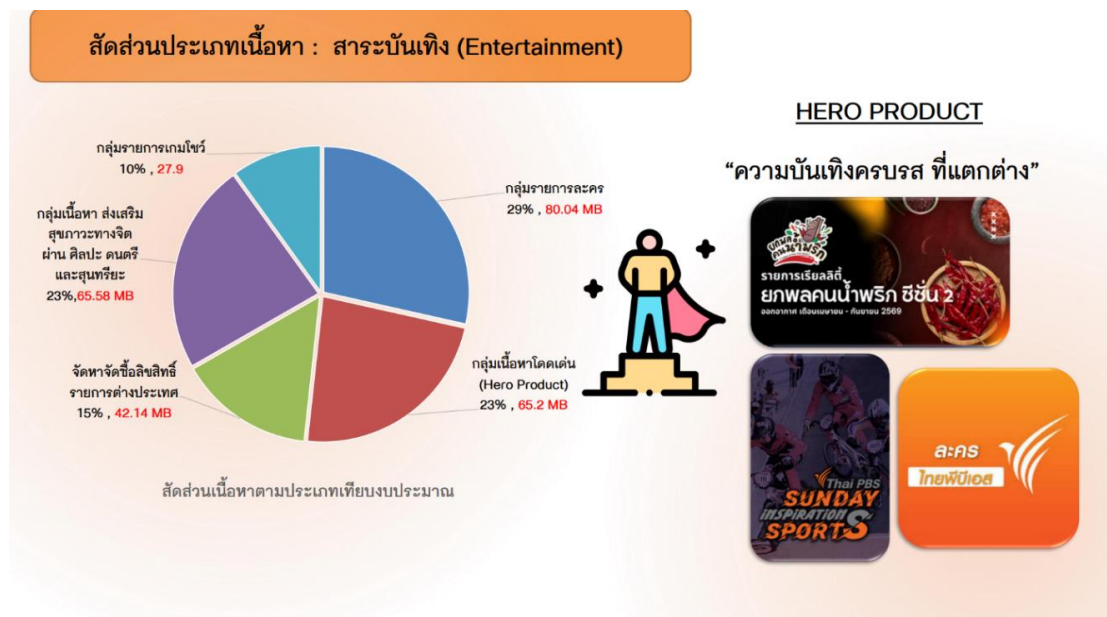 สัดส่วนประเภทเนื้อหา : สาระบันเทิง (Entertainment)
กลุ่มรายการเกมโชว์
10% , 27.9
กลุ่มเนื้อหา ส่งเสริม
สุขภาวะทางจิต
ผ่าน ศิลปะ ดนตรี
และสุนทรียะ
23%,65.58 MB
จัดหาจัดซื้อลิขสิทธิ์
รายการต่างประเทศ
15% , 42.14 MB
กลุ่มรายการละคร
29% , 80.04 MB
กลุ่มเนื้อหาโดดเด่น
(Hero Product)
23% , 65.2 MB
สัดส่วนเนื้อหาตามประเภทเทียบงบประมาณ
HERO PRODUCT
“ความบันเทิงครบรส ที่แตกต่าง”
ยกพล
คนน้ำพริก
รายการเรียลลิตี้
ยกพลคนน้ำพริก ซีซั่น 2
ออกอากาศ เดือนเมษายน - กันยายน 2569
Thai PBS
SUNDAY
INSPIRATION
SPORTS
ละคร
ไทยพีบีเอส